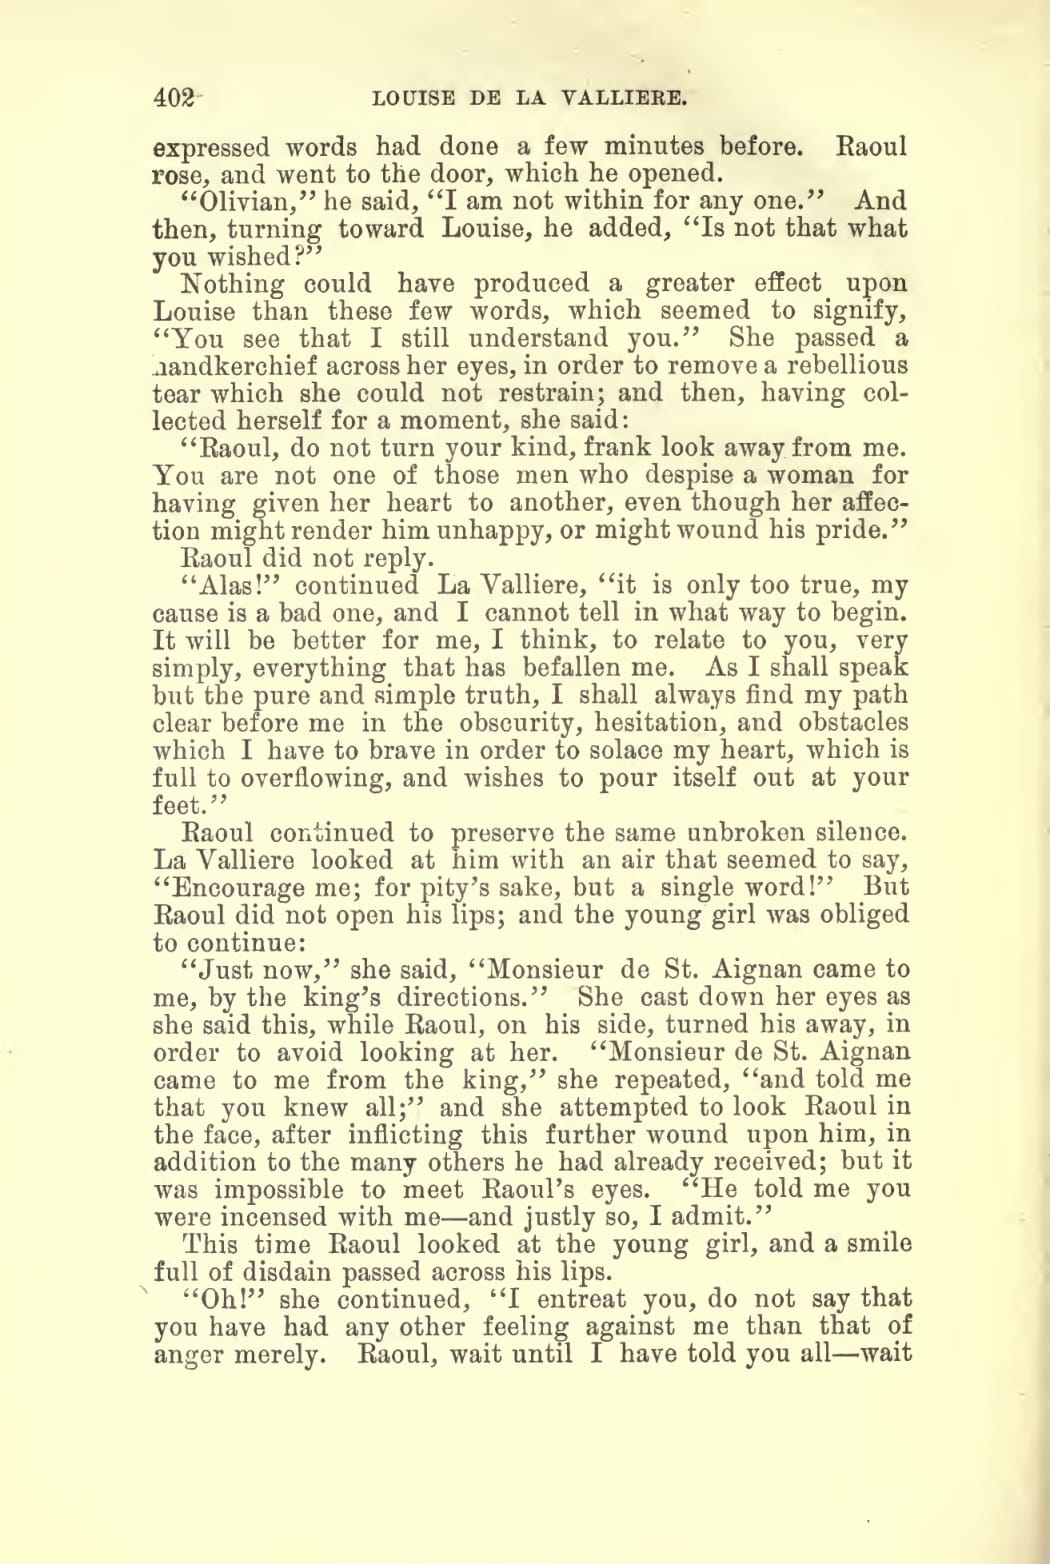 402 LOUISE DE LA VALLIERE.
expressed words had done a few minutes before. Raoul
rose, and went to the door, which he opened.
“Olivian,” he said, “I am not within for any one.” And
then, turning toward Louise, he added, “Is not that what
you wished?”
Nothing could have produced a greater effect upon
Louise than these few words, which seemed to signify,
“You see that I still understand you.” She passed a
handkerchief across her eyes, in order to remove a rebellious
tear which she could not restrain; and then, having col-
lected herself for a moment, she said:
“Raoul, do not turn your kind, frank look away from me.
You are not one of those men who despise a woman for
having given her heart to another, even though her affec-
tion might render him unhappy, or might wound his pride.”
Raoul did not reply.
“Alas!” continued La Valliere, “it is only too true, my
cause is a bad one, and I cannot tell in what way to begin.
It will be better for me, I think, to relate to you, very
simply, everything that has befallen me. As I shall speak
but the pure and simple truth, I shall always find my path
clear before me in the obscurity, hesitation, and obstacles
which I have to brave in order to solace my heart, which is
full to overflowing, and wishes to pour itself out at your
feet.”
Raoul continued to preserve the same unbroken silence.
La Valliere looked at him with an air that seemed to say,
“Encourage me; for pity's sake, but a single word!” But
Raoul did not open his lips; and the young girl was obliged
to continue:
“Just now,” she said, “Monsieur de St. Aignan came to
me, by the king's directions.” She cast down her eyes as
she said this, while Raoul, on his side, turned his away, in
order to avoid looking at her. “Monsieur de St. Aignan
came to me from the king,” she repeated, “and told me
that you knew all;” and she attempted to look Raoul in
the face, after inflicting this further wound upon him, in
addition to the many others he had already received; but it
was impossible to meet Raoul's eyes. “He told me you
were incensed with me—and justly so, I admit.”
This time Raoul looked at the young girl, and a smile
full of disdain passed across his lips.
“Oh!” she continued, “I entreat you, do not say that
you have had any other feeling against me than that of
anger merely. Raoul, wait until I have told you all—wait